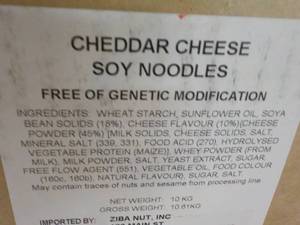 CHEDDAR CHEESE
SOY NOODLES
FREE OF GENETIC MODIFICATION
INGREDIENTS: WHEAT STARCH, SUNFLOWER OIL, SOYA
BEAN SOLIDS (18%), CHEESE FLAVOUR (10%)[CHEESE
POWDER (45%) [MILK SOLIDS, CHEESE SOLIDS, SALT,
MINERAL SALT (339, 331), FOOD ACID (270), HYDROLYSED
VEGETABLE PROTEIN (MAIZE), WHEY POWDER (FROM
MILK), MILK POWDER, SALT, YEAST EXTRACT, SUGAR,
FREE FLOW AGENT (551), VEGETABLE OIL, FOOD COLOUR
(160c, 160b), NATURAL FLAVOUR), SUGAR, SALT.
May contain traces of nuts and sesame from processing line
NET WEIGHT: 10 KG
GROSS WEIGHT: 10.61KG
IMPORTED BY: ZIBA NUT, INC
MAIN ST